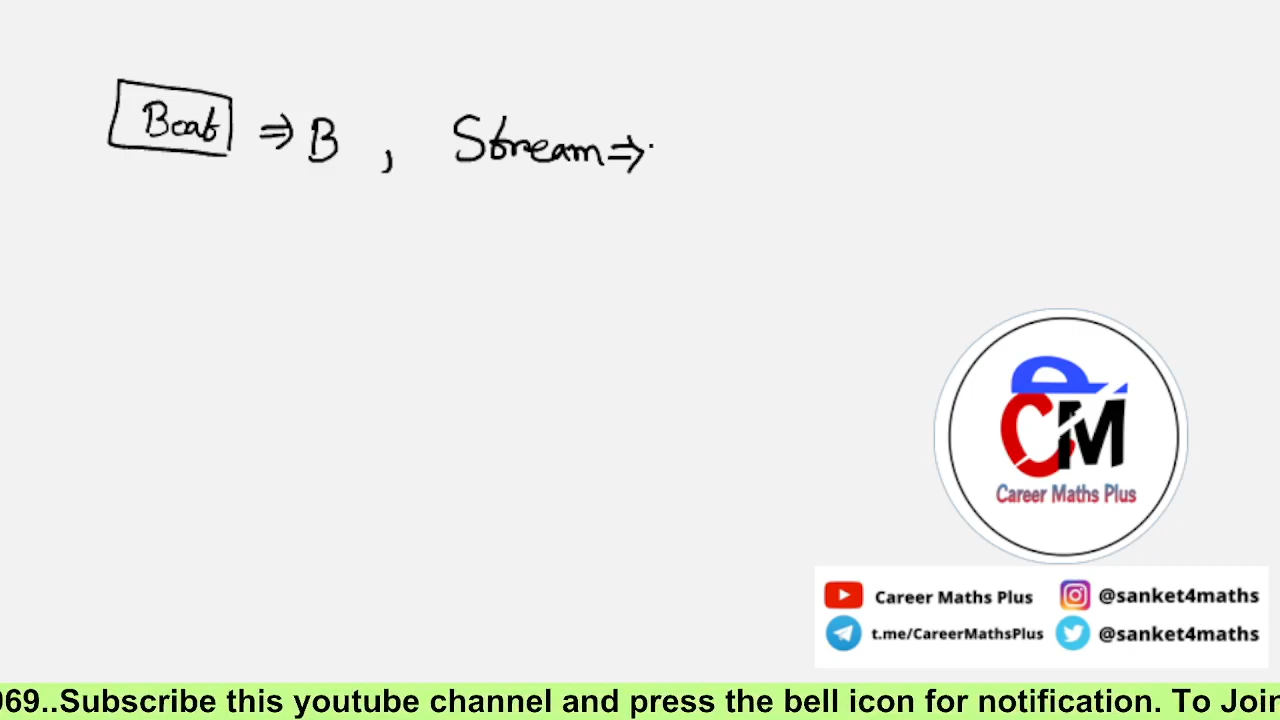 Boat ⇒ B , Stream ⇒
CM
Career Maths Plus
Career Maths Plus @sanket4maths
t.me/CareerMathsPlus @sanket4maths
069..Subscribe this youtube channel and press the bell icon for notification. To Join